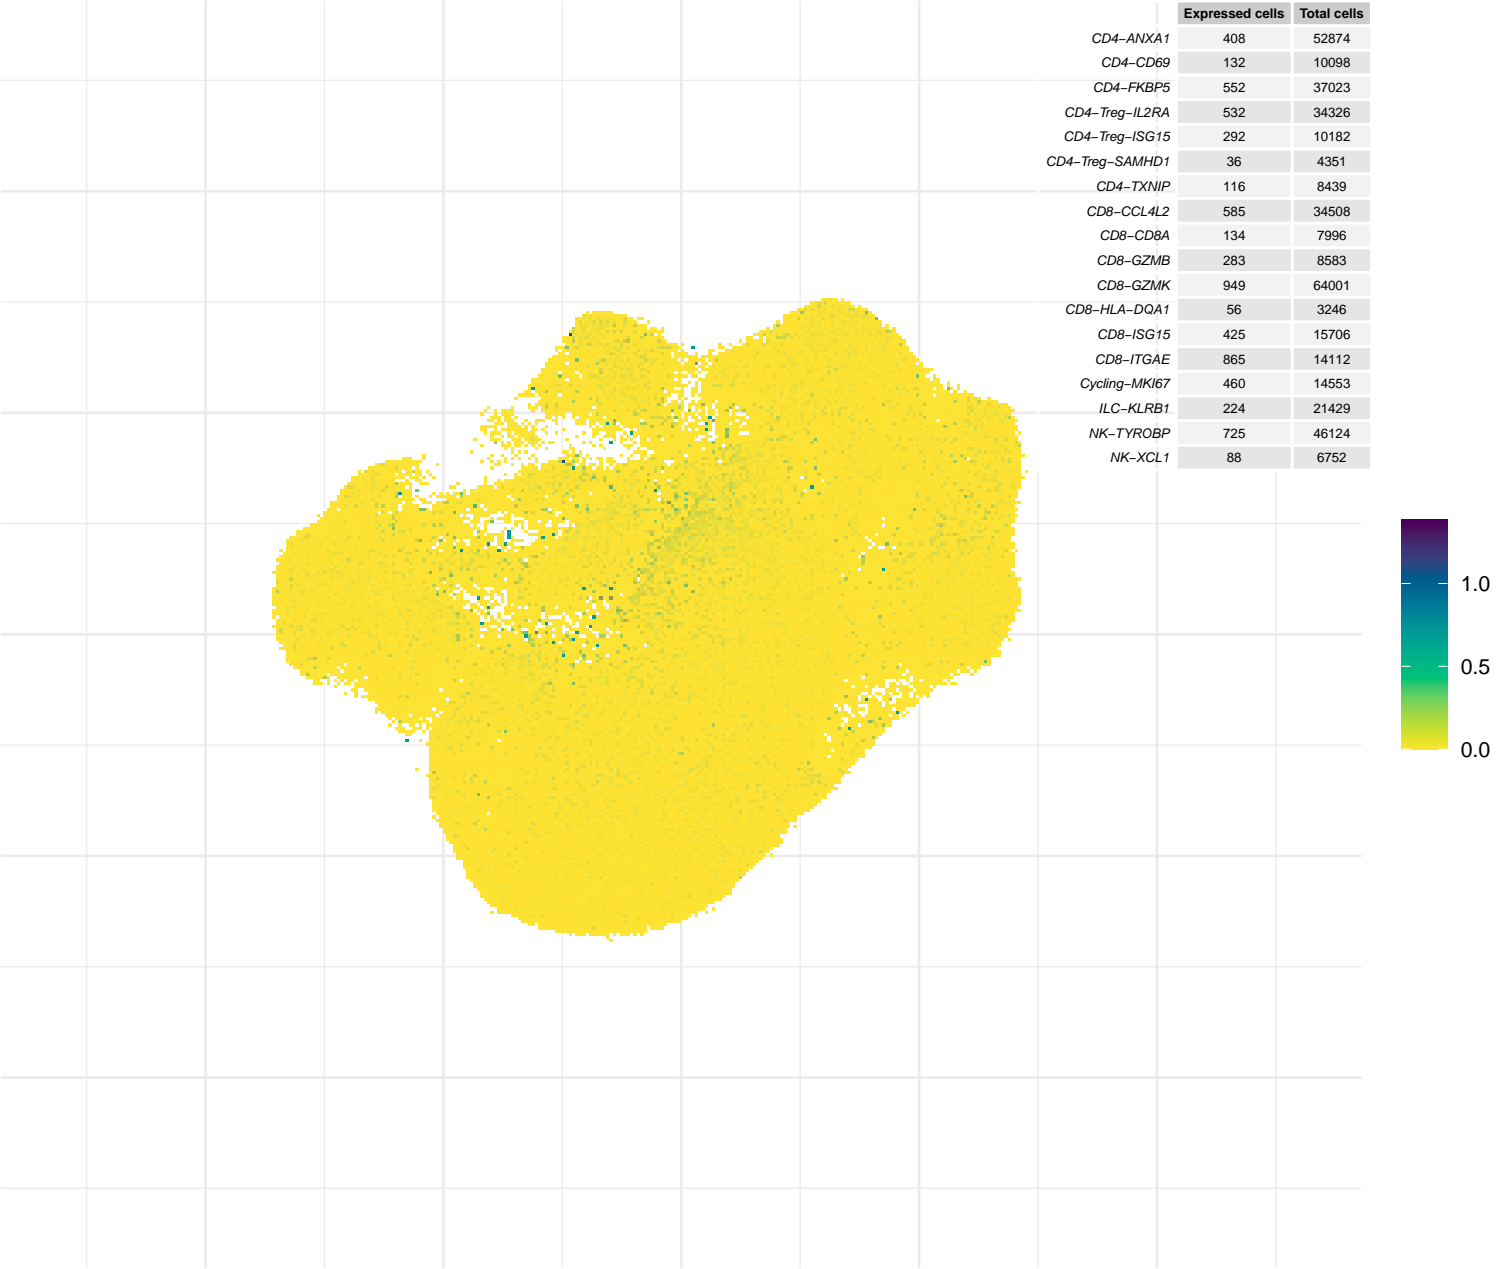 Expressed cells Total cells
CD4−ANXA1 408 52874
CD4−CD69 132 10098
CD4−FKBP5 552 37023
CD4−Treg−IL2RA 532 34326
CD4−Treg−ISG15 292 10182
CD4−Treg−SAMHD1 36 4351
CD4−TXNIP 116 8439
CD8−CCL4L2 585 34508
CD8−CD8A 134 7996
CD8−GZMB 283 8583
CD8−GZMK 949 64001
CD8−HLA−DQA1 56 3246
CD8−ISG15 425 15706
CD8−ITGAE 865 14112
Cycling−MKI67 460 14553
ILC−KLRB1 224 21429
NK−TYROBP 725 46124
NK−XCL1 88 6752
1.0
0.5
0.0